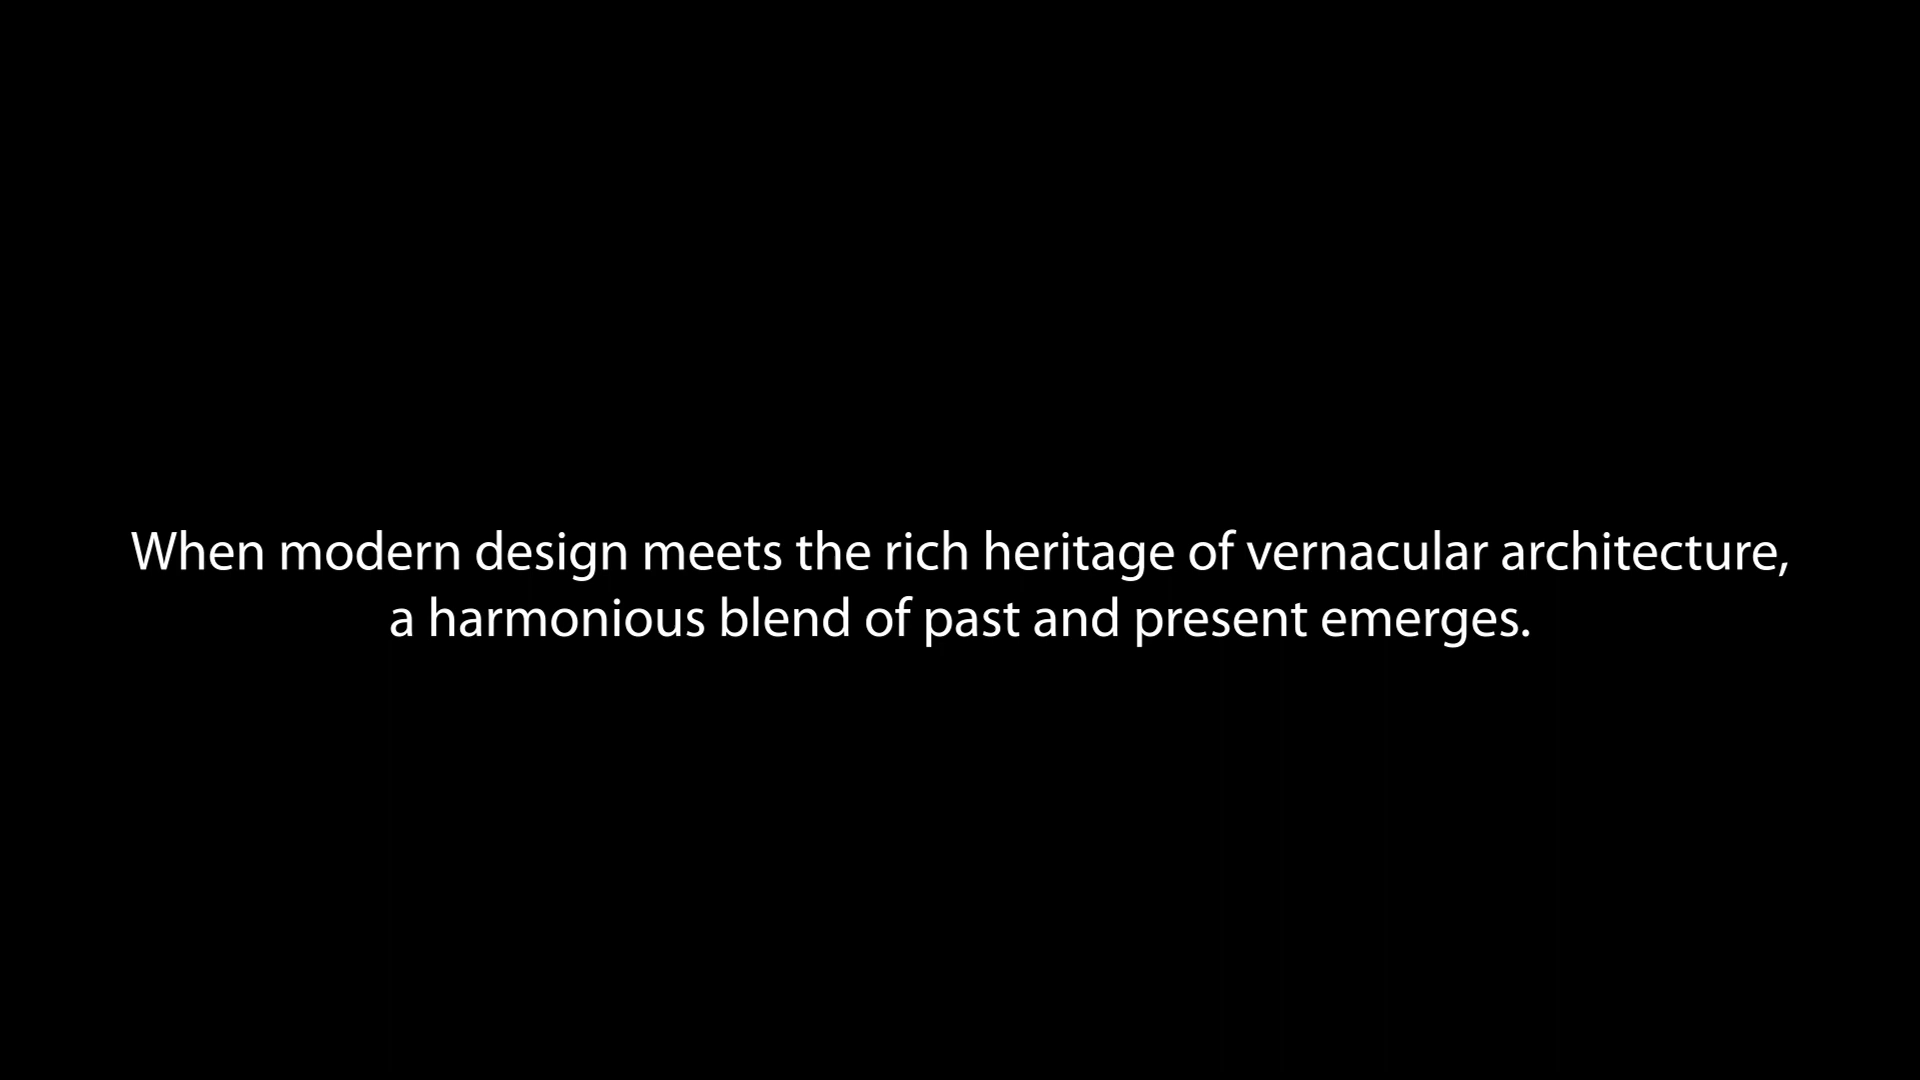 When modern design meets the rich heritage of vernacular architecture,
a harmonious blend of past and present emerges.